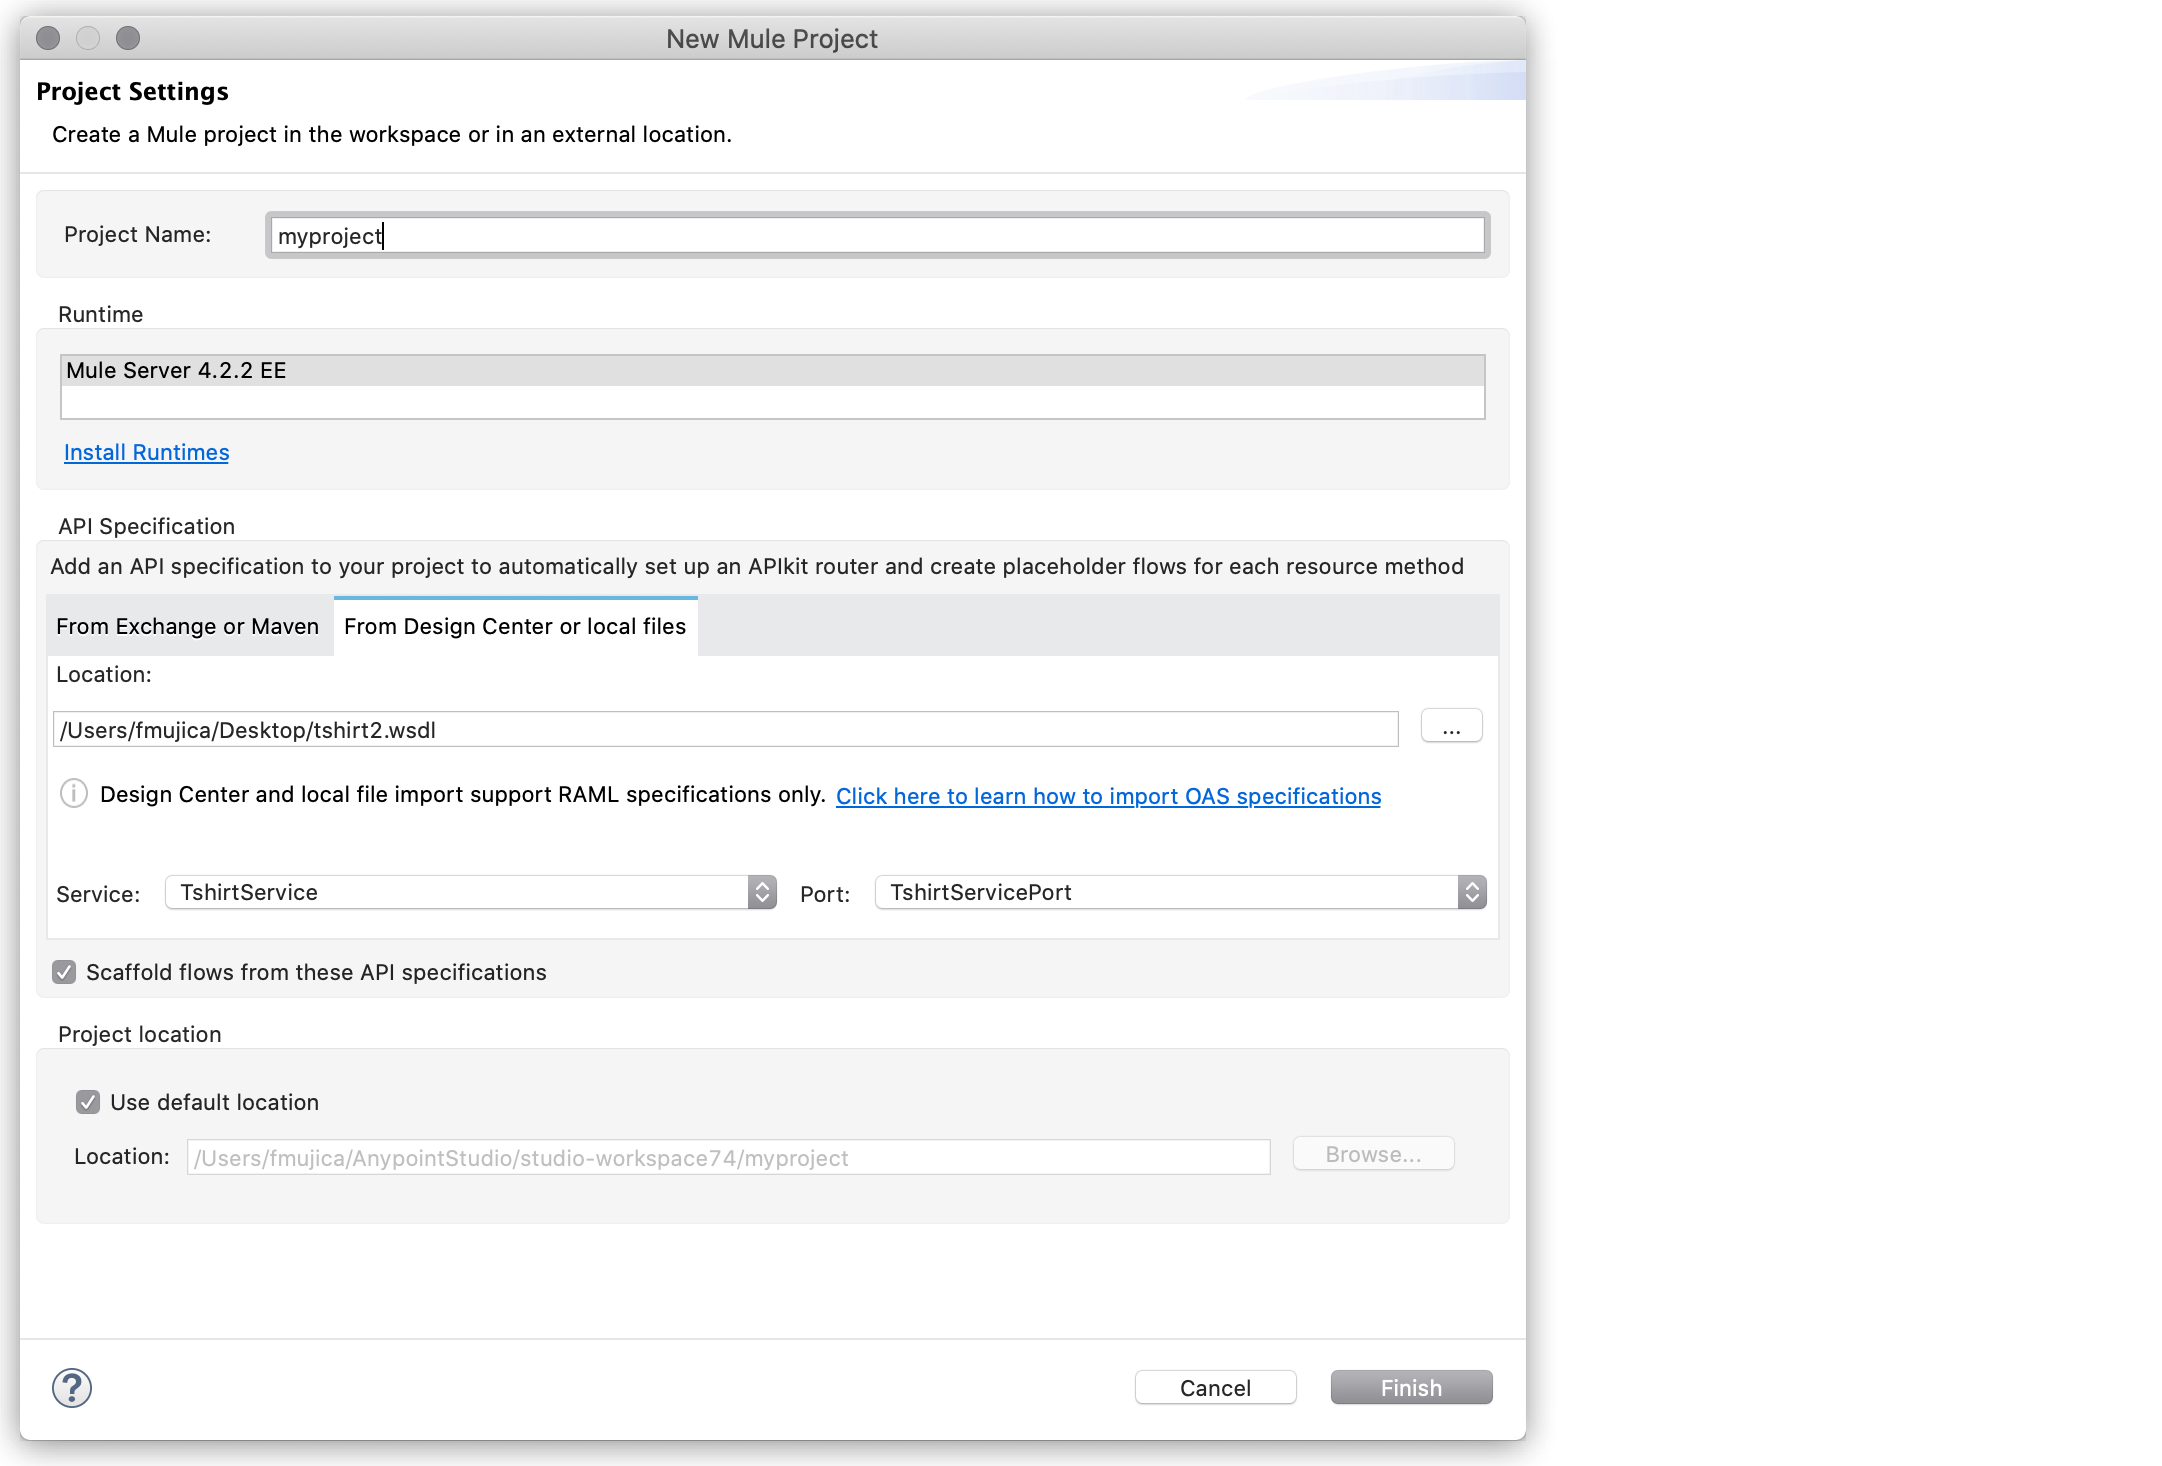 New Mule Project
Project Settings
Create a Mule project in the workspace or in an external location.
Project Name: myproject
Runtime
Mule Server 4.2.2 EE
Install Runtimes
API Specification
Add an API specification to your project to automatically set up an APIkit router and create placeholder flows for each resource method
From Exchange or Maven From Design Center or local files
Location:
/Users/fmujica/Desktop/tshirt2.wsdl ...
Design Center and local file import support RAML specifications only. Click here to learn how to import OAS specifications
Service: TshirtService Port: TshirtServicePort
Scaffold flows from these API specifications
Project location
Use default location
Location: /Users/fmujica/AnypointStudio/studio-workspace74/myproject Browse...
? Cancel Finish